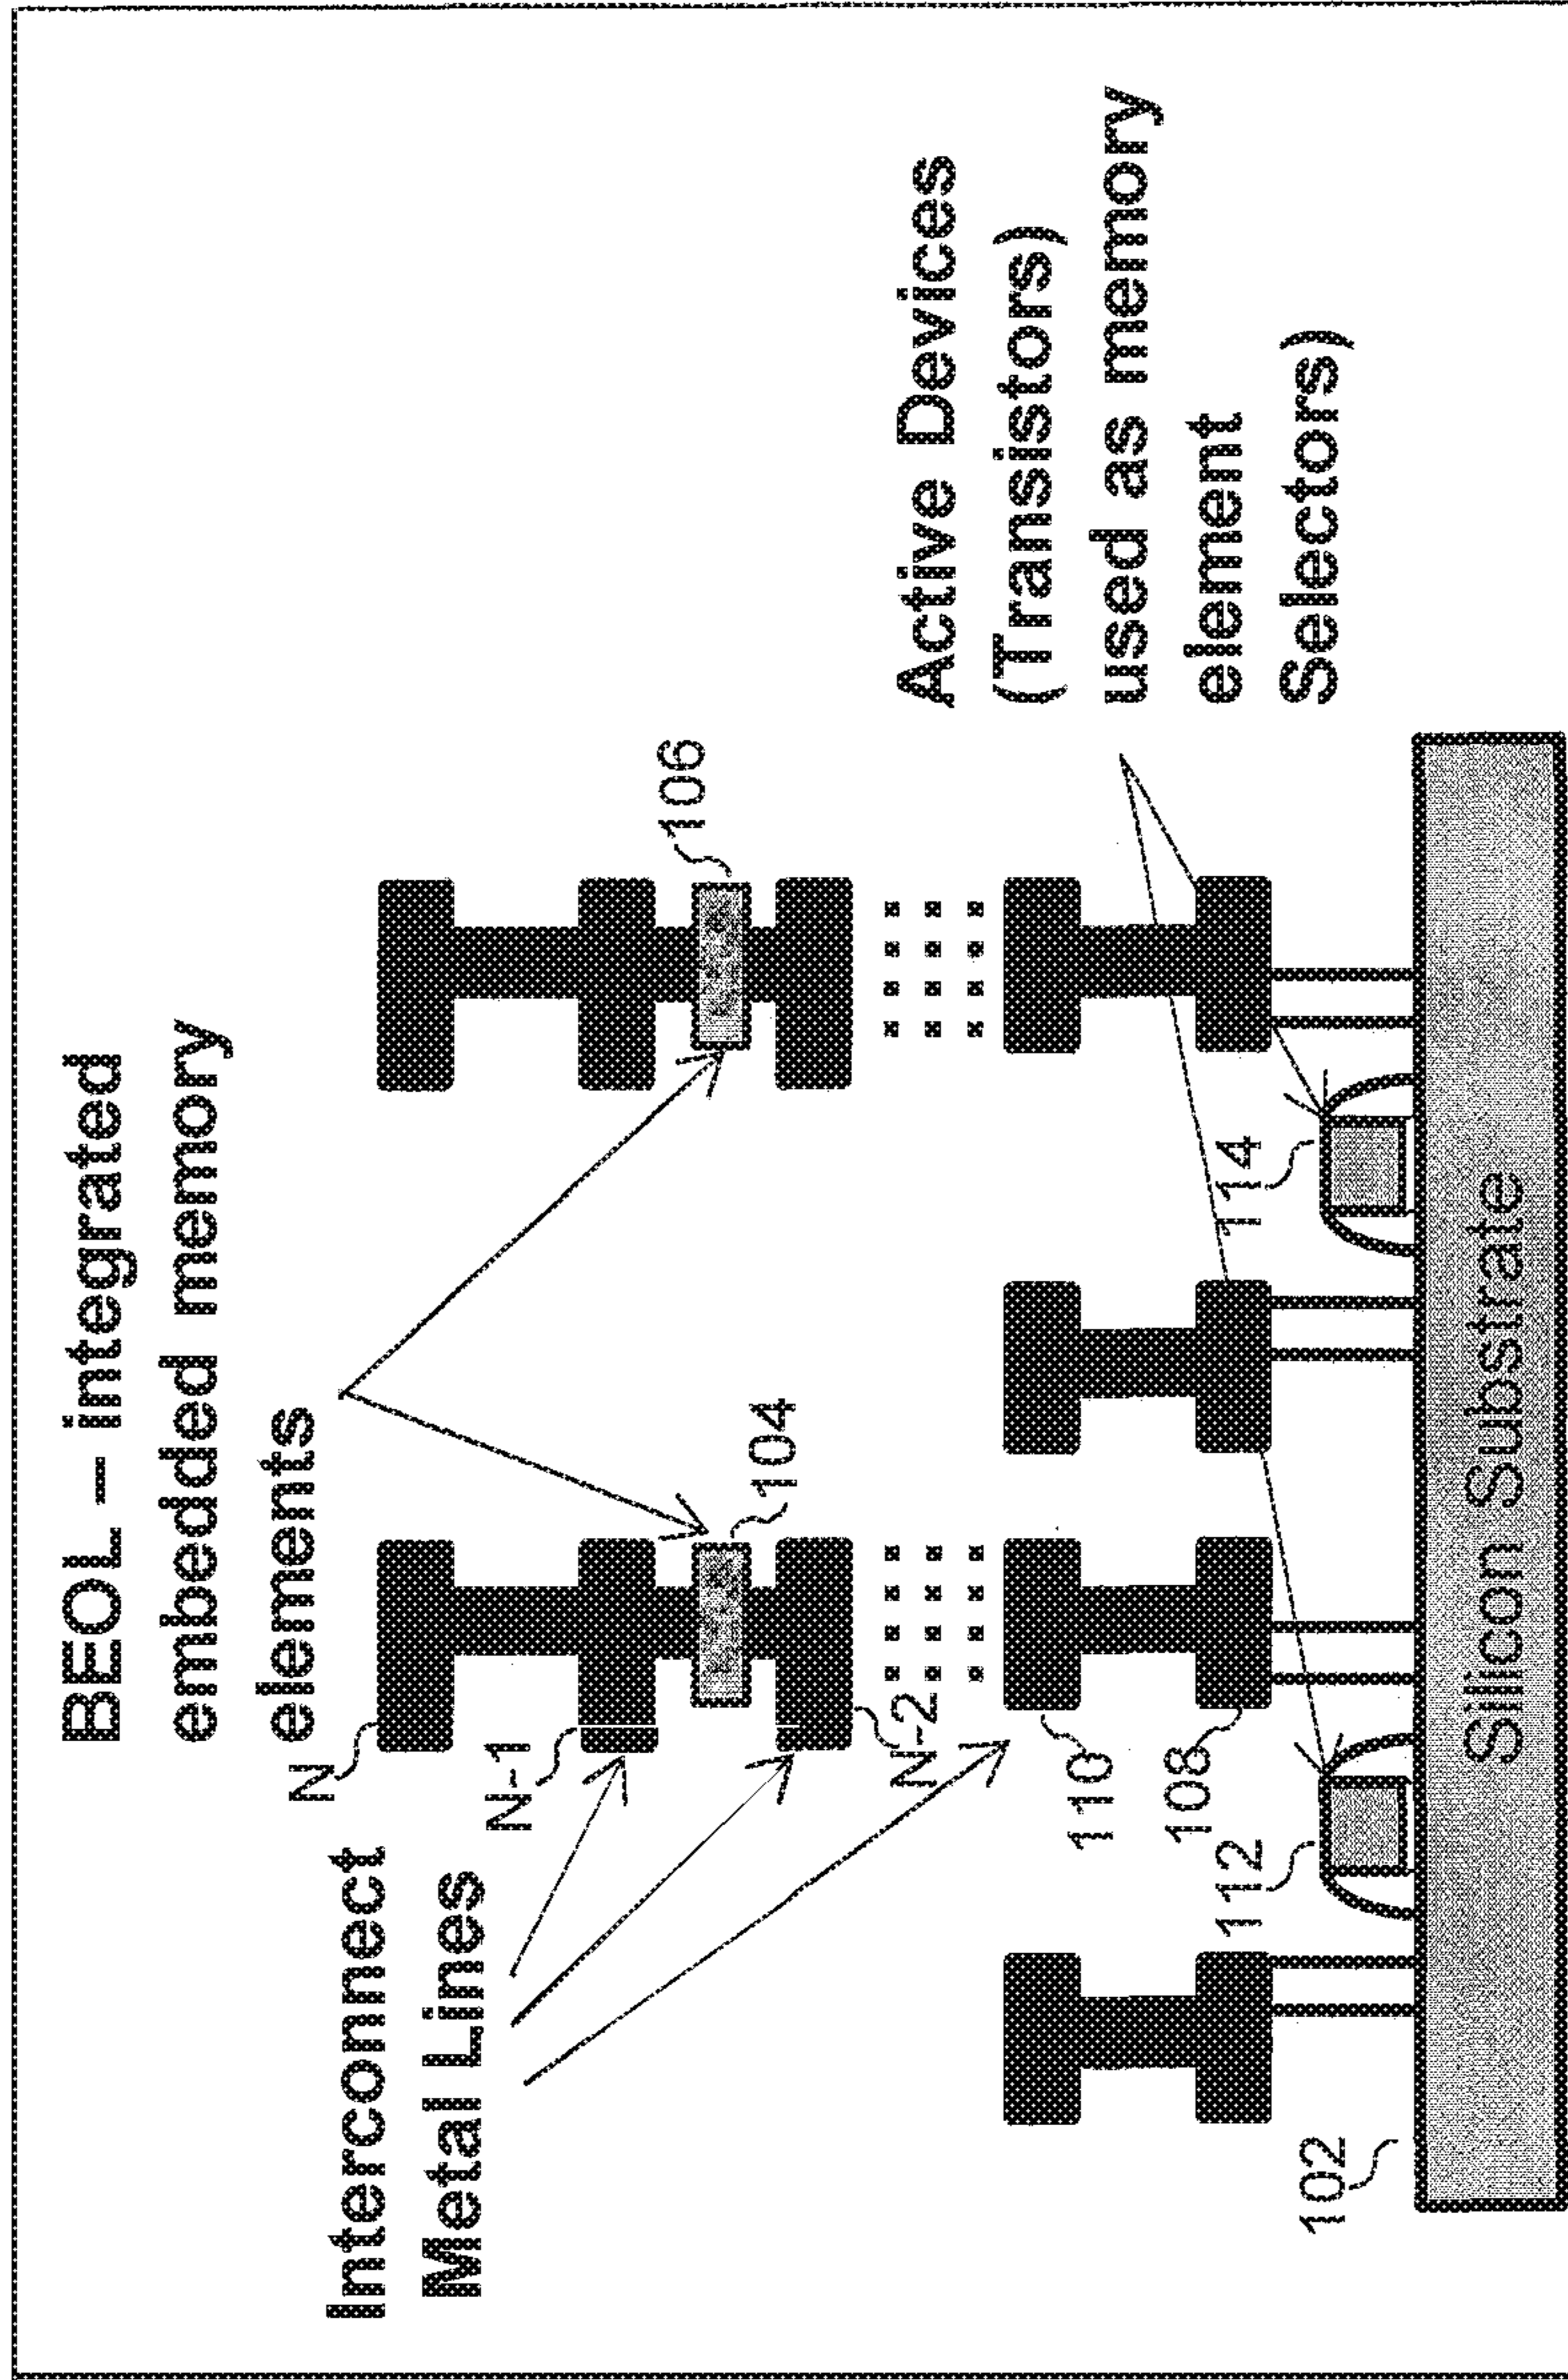 BEOL – integrated
embedded memory
elements
Interconnect
Metal Lines
N
N-1
N-2
104
106
110
108
112
114
102
Active Devices
(Transistors)
used as memory
element
Selectors)
Silicon Substrate